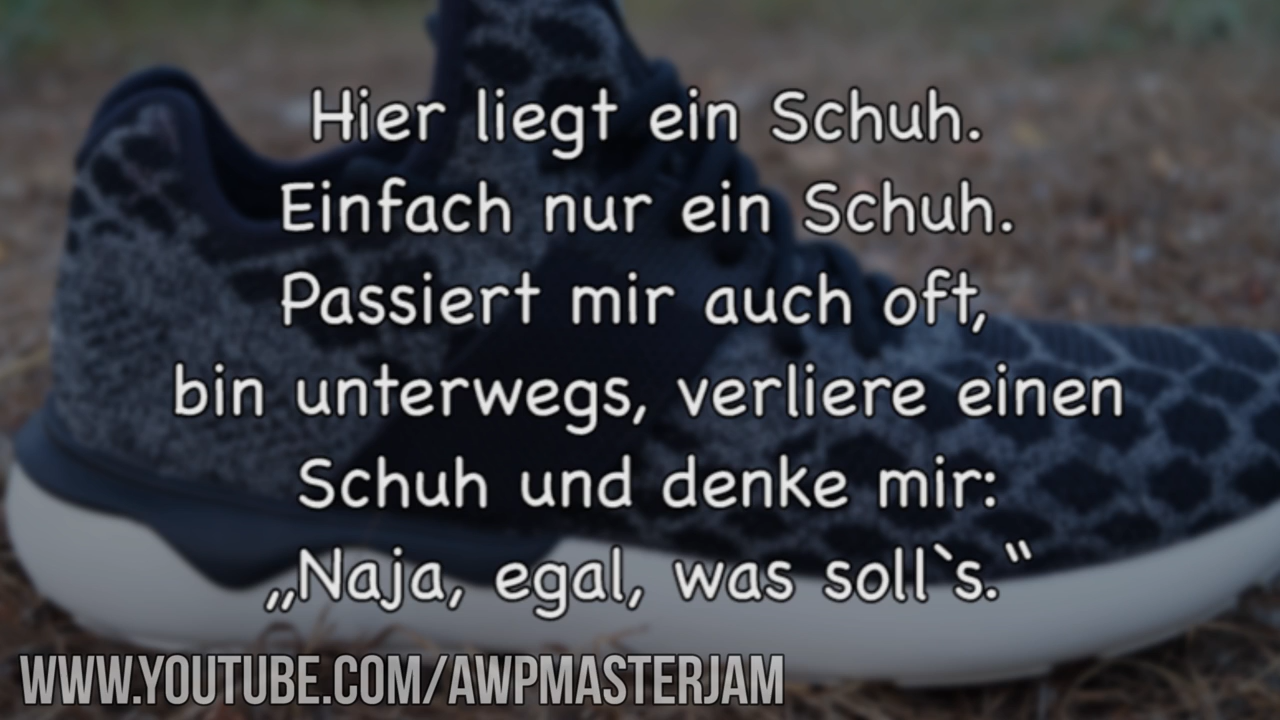 Hier liegt ein Schuh.
Einfach nur ein Schuh.
Passiert mir auch oft,
bin unterwegs, verliere einen
Schuh und denke mir:
„Naja, egal, was soll`s.“
WWW.YOUTUBE.COM/AWPMASTERJAM